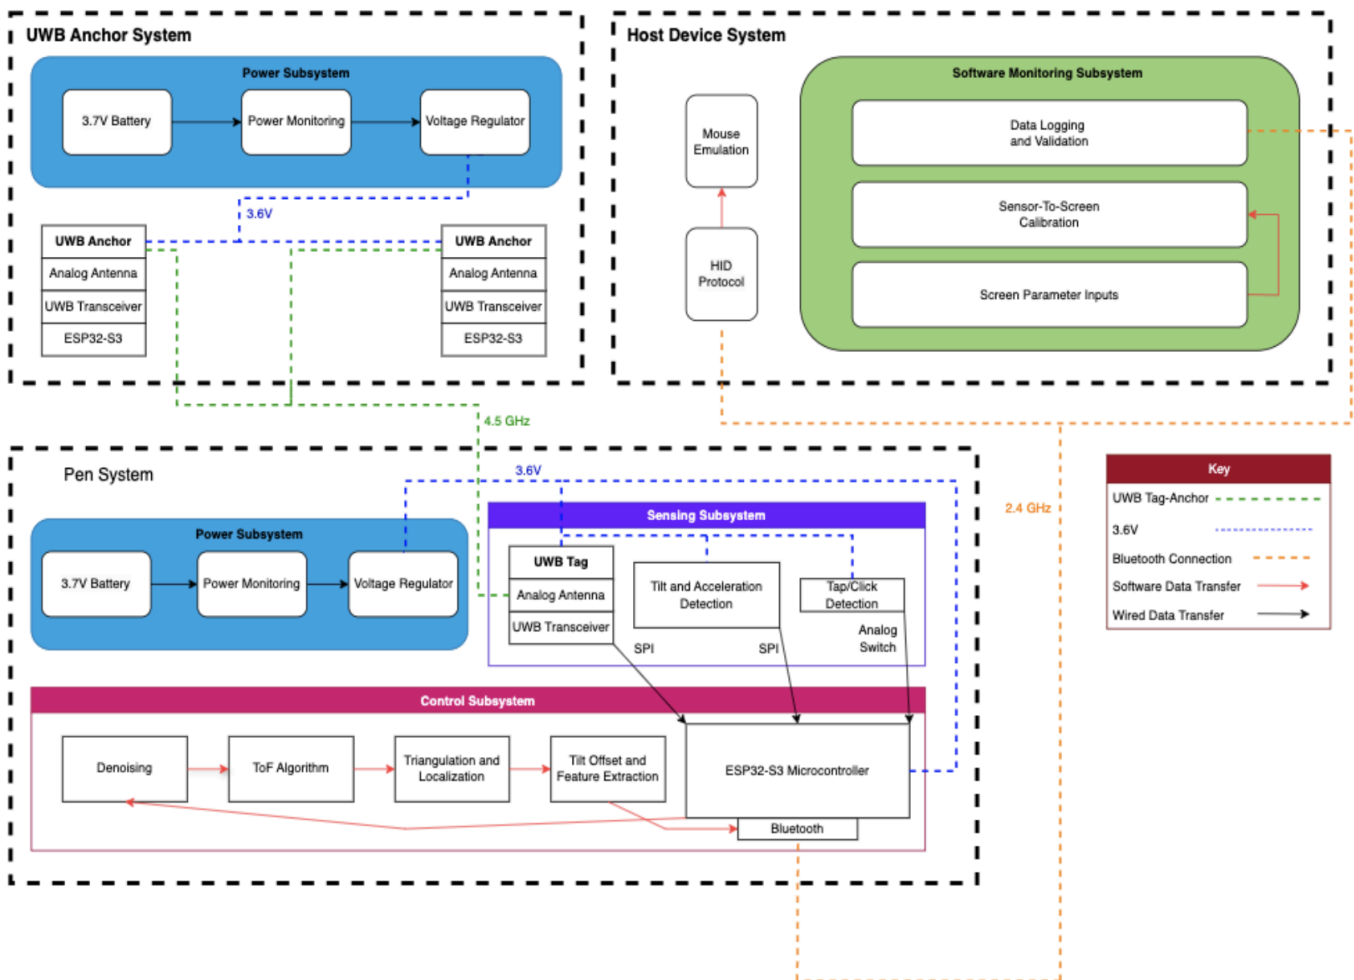 UWB Anchor System
Power Subsystem
3.7V Battery
Power Monitoring
Voltage Regulator
3.6V
UWB Anchor
Analog Antenna
UWB Transceiver
ESP32-S3
UWB Anchor
Analog Antenna
UWB Transceiver
ESP32-S3
Host Device System
Mouse
Emulation
HID
Protocol
Software Monitoring Subsystem
Data Logging
and Validation
Sensor-To-Screen
Calibration
Screen Parameter Inputs
4.5 GHz
Pen System
3.6V
Power Subsystem
3.7V Battery
Power Monitoring
Voltage Regulator
Sensing Subsystem
UWB Tag
Analog Antenna
UWB Transceiver
Tilt and Acceleration
Detection
Tap/Click
Detection
SPI
SPI
Analog
Switch
Control Subsystem
Denoising
ToF Algorithm
Triangulation and
Localization
Tilt Offset and
Feature Extraction
ESP32-S3 Microcontroller
Bluetooth
2.4 GHz
Key
UWB Tag-Anchor
3.6V
Bluetooth Connection
Software Data Transfer
Wired Data Transfer